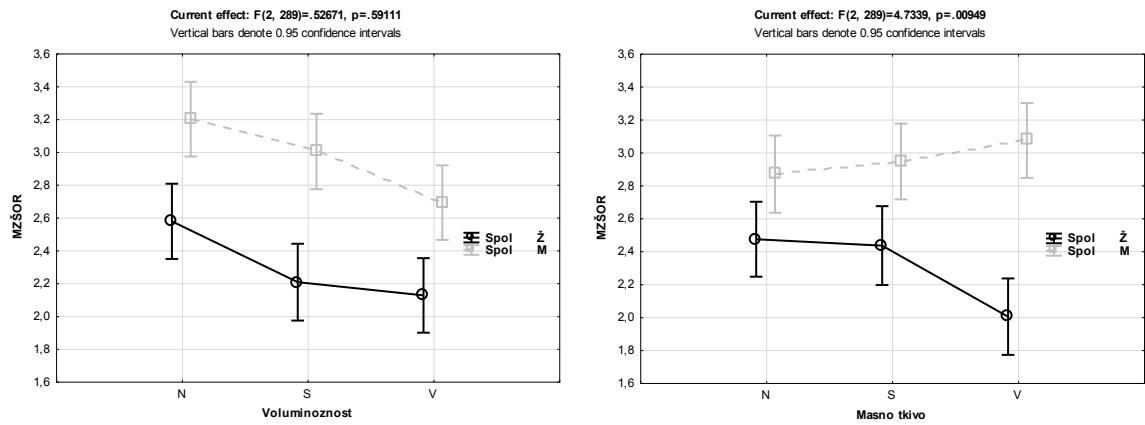 Current effect: F(2, 289)=.52671, p=.59111
Vertical bars denote 0.95 confidence intervals
3,6
3,4
3,2
3,0
2,8
2,6
2,4
2,2
2,0
1,8
1,6
MZŠOR
N S V
Voluminoznost
Spol Ž
Spol M
Current effect: F(2, 289)=4.7339, p=.00949
Vertical bars denote 0.95 confidence intervals
3,6
3,4
3,2
3,0
2,8
2,6
2,4
2,2
2,0
1,8
1,6
MZŠOR
N S V
Masno tkivo
Spol Ž
Spol M